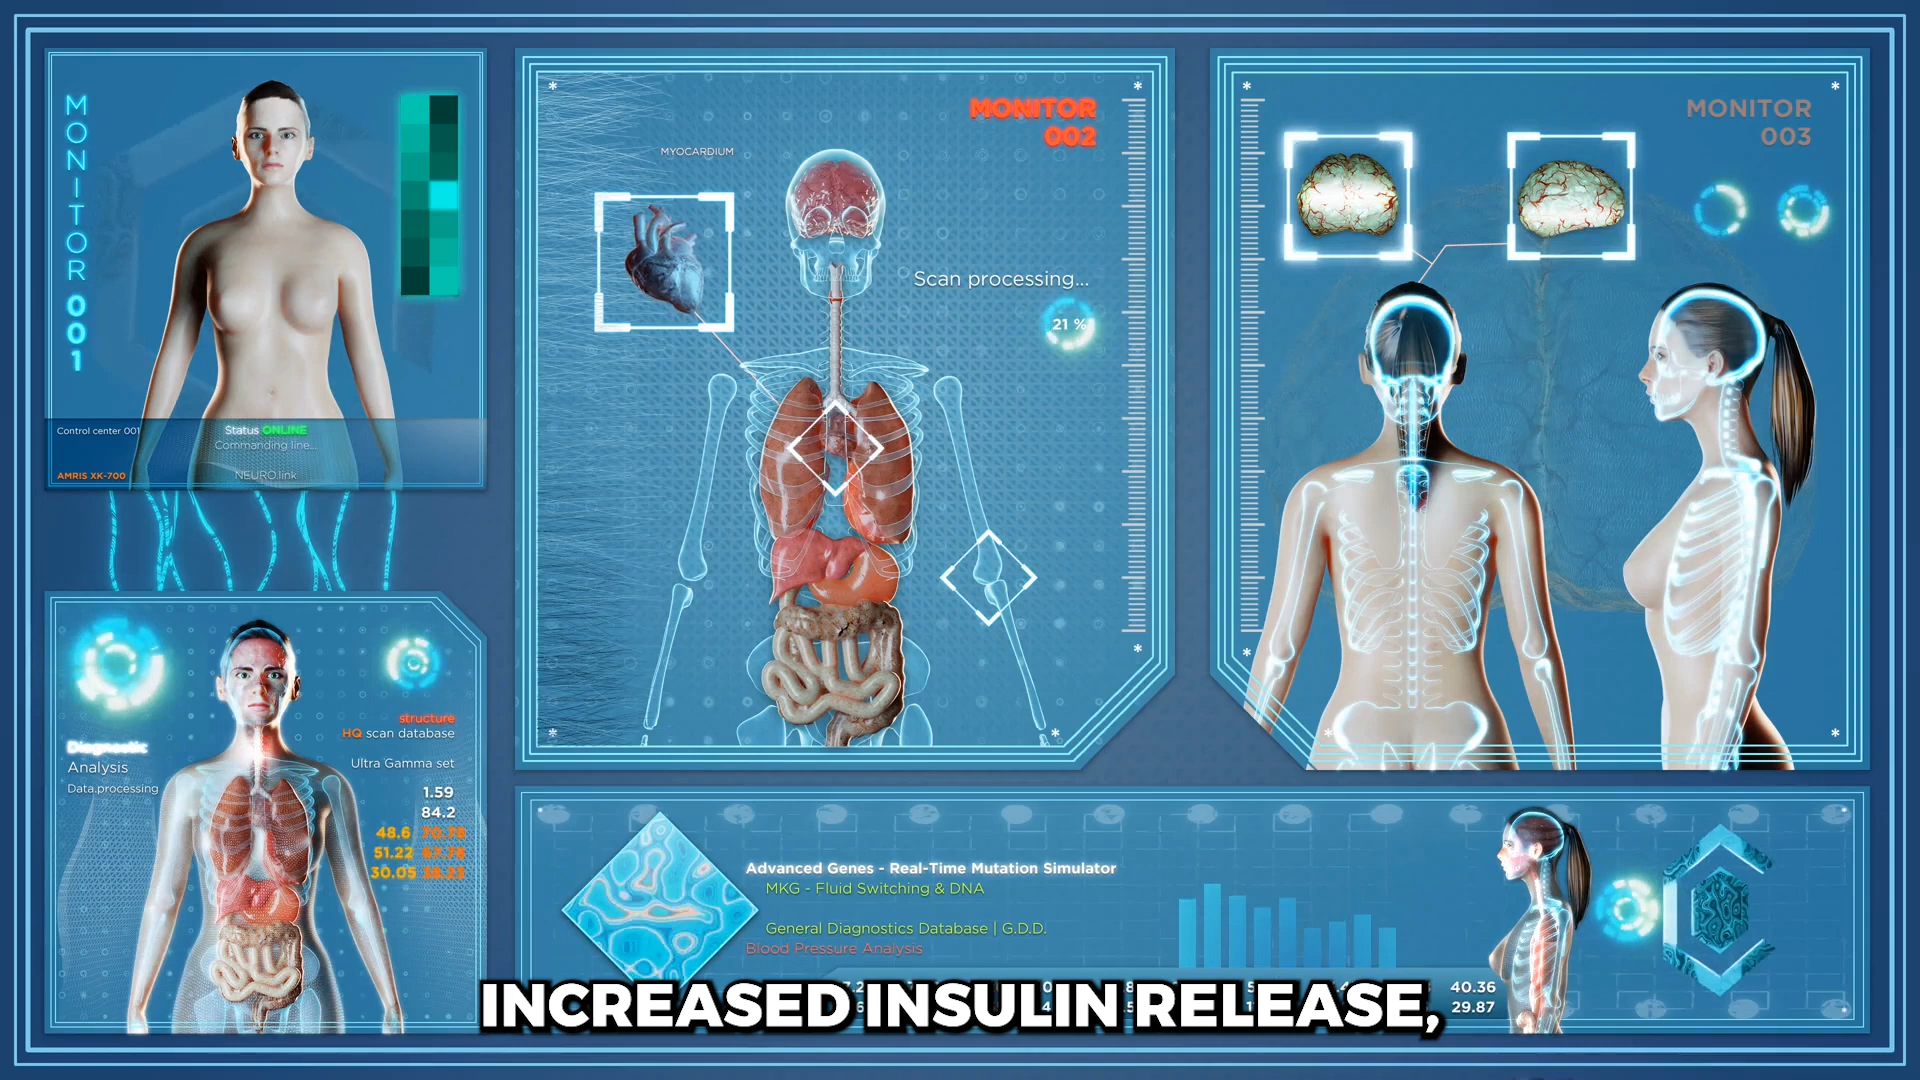 MONITOR 001
Control center 001
Status ONLINE
Commanding line...
AMRIS XK-700
NEURO.link
MONITOR
002
MYOCARDIUM
Scan processing...
21 %
MONITOR
003
structure
HQ scan database
Ultra Gamma set
Diagnostic
Analysis
Data.processing
1.59
84.2
48.6 70.78
51.22 67.78
30.05 38.23
Advanced Genes - Real-Time Mutation Simulator
MKG - Fluid Switching & DNA
General Diagnostics Database | G.D.D.
Blood Pressure Analysis
40.36
29.87
INCREASED INSULIN RELEASE,